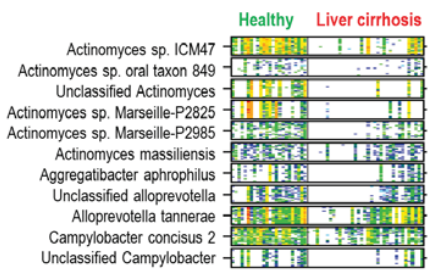 Healthy Liver cirrhosis
Actinomyces sp. ICM47
Actinomyces sp. oral taxon 849
Unclassified Actinomyces
Actinomyces sp. Marseille-P2825
Actinomyces sp. Marseille-P2985
Actinomyces massiliensis
Aggregatibacter aphrophilus
Unclassified alloprevotella
Alloprevotella tannerae
Campylobacter concisus 2
Unclassified Campylobacter